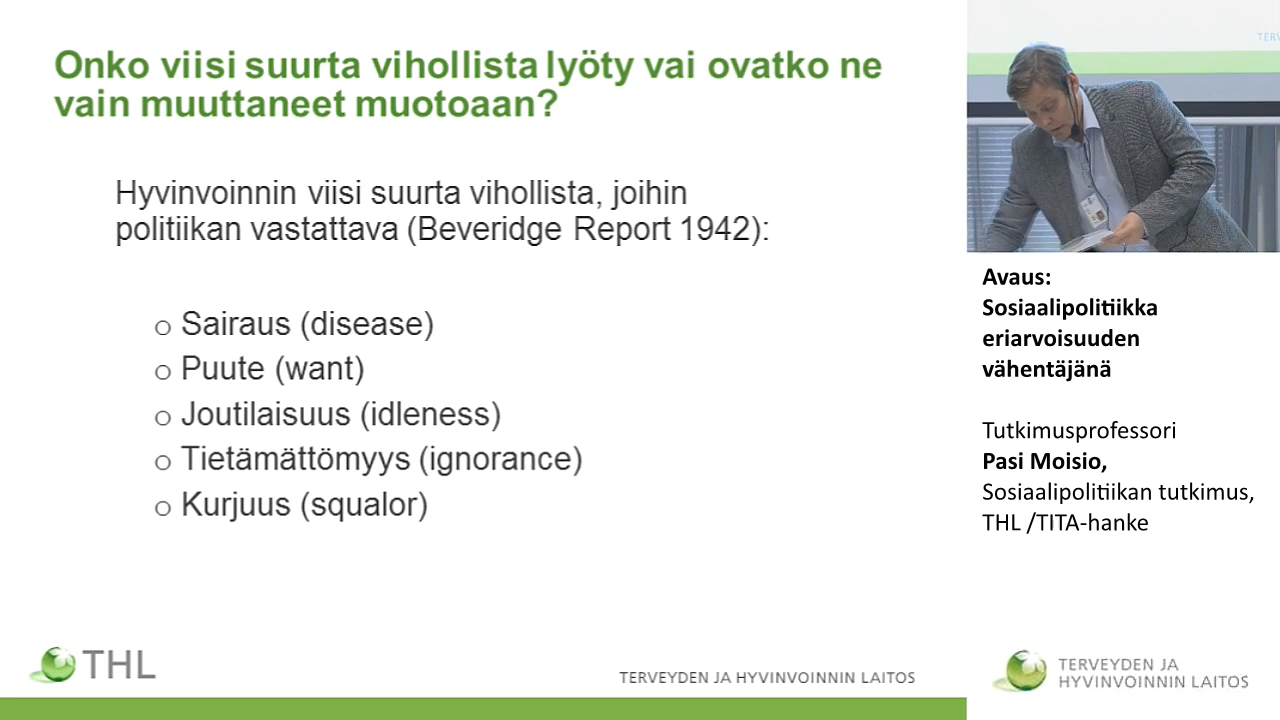 Onko viisi suurta vihollista lyöty vai ovatko ne
vain muuttaneet muotoaan?
Hyvinvoinnin viisi suurta vihollista, joihin
politiikan vastattava (Beveridge Report 1942):
o Sairaus (disease)
o Puute (want)
o Joutilaisuus (idleness)
o Tietämättömyys (ignorance)
o Kurjuus (squalor)
THL
TERVEYDEN JA HYVINVOINNIN LAITOS
Avaus:
Sosiaalipolitiikka
eriarvoisuuden
vähentäjänä
Tutkimusprofessori
Pasi Moisio,
Sosiaalipolitiikan tutkimus,
THL /TITA-hanke
TERVEYDEN JA
HYVINVOINNIN LAITOS